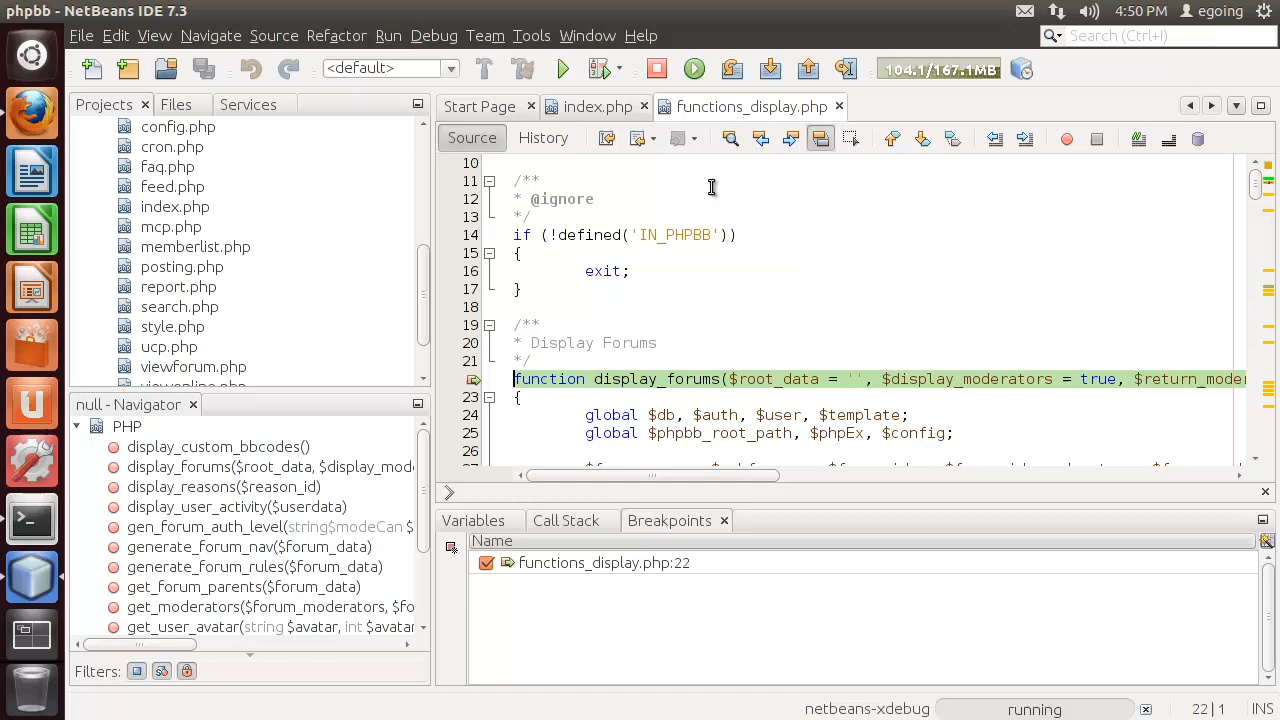 phpbb - NetBeans IDE 7.3
4:50 PM
egoing
File Edit View Navigate Source Refactor Run Debug Team Tools Window Help
Search (Ctrl+I)
<default>
104.1/167.1MB
Projects
Files
Services
config.php
cron.php
faq.php
feed.php
index.php
mcp.php
memberlist.php
posting.php
report.php
search.php
style.php
ucp.php
viewforum.php
viewonline.php
null - Navigator
PHP
display_custom_bbcodes()
display_forums($root_data, $display_mode
display_reasons($reason_id)
display_user_activity($userdata)
gen_forum_auth_level(string$modeCan $
generate_forum_nav($forum_data)
generate_forum_rules($forum_data)
get_forum_parents($forum_data)
get_moderators($forum_moderators, $fo
get_user_avatar(string $avatar, int $avatar
Filters:
Start Page
index.php
functions_display.php
Source
History
10
11 /**
12 * @ignore
13 */
14 if (!defined('IN_PHPBB'))
15 {
16 exit;
17 }
18
19 /**
20 * Display Forums
21 */
function display_forums($root_data = '', $display_moderators = true, $return_moder
23 {
24 global $db, $auth, $user, $template;
25 global $phpbb_root_path, $phpEx, $config;
26
Variables
Call Stack
Breakpoints
Name
functions_display.php:22
netbeans-xdebug
running
22|1
INS